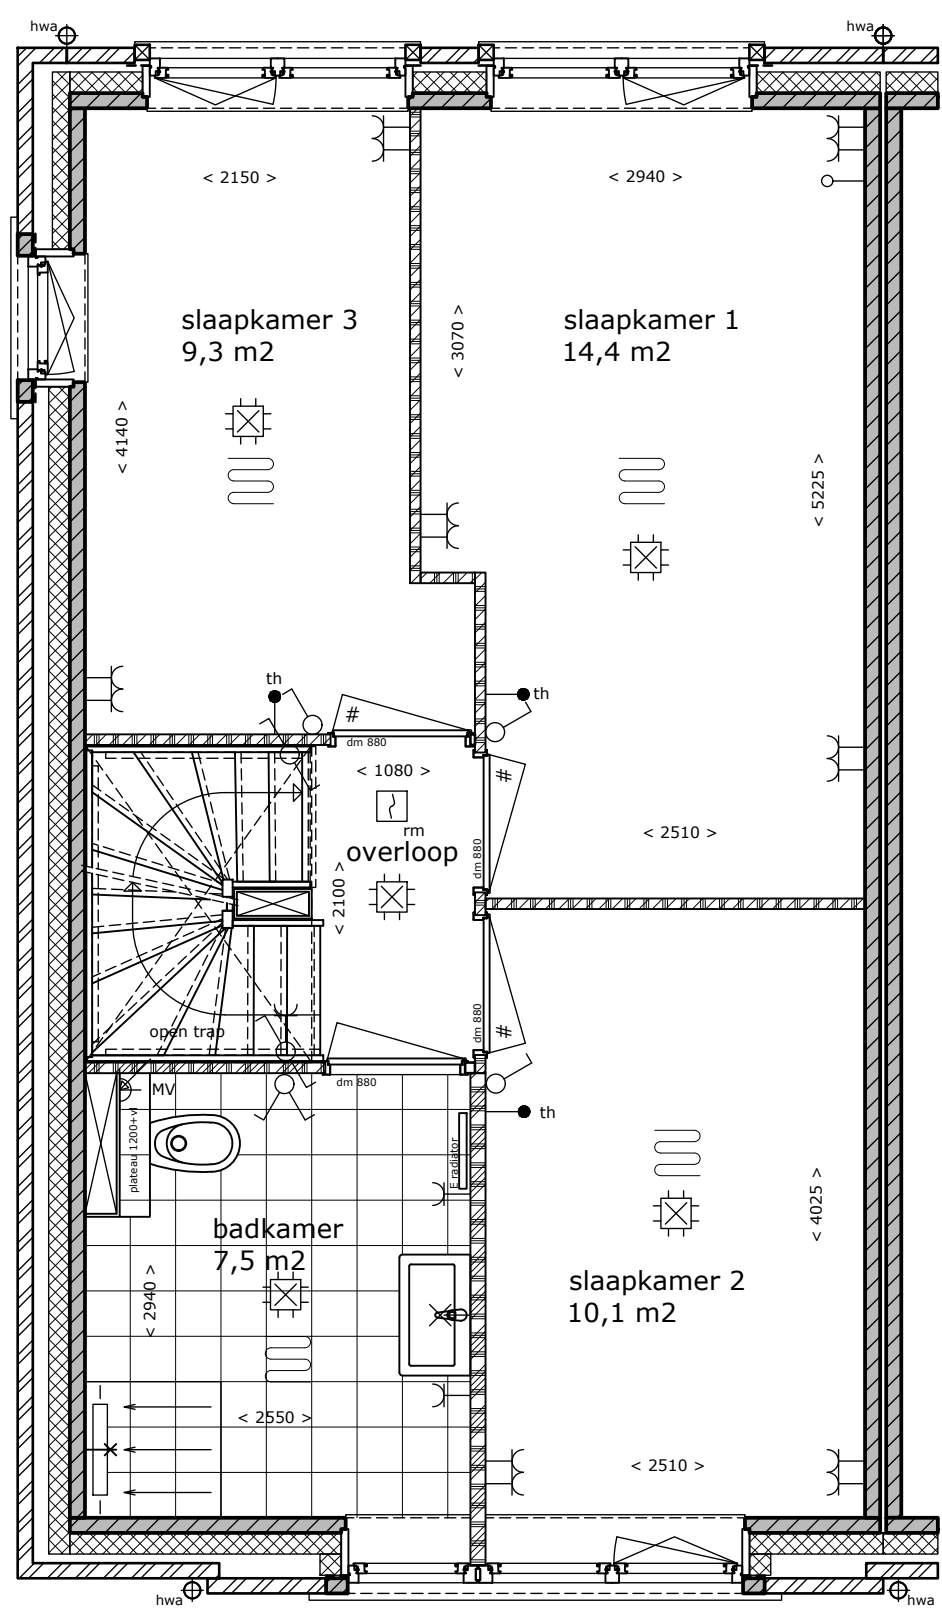 hwa
hwa
< 2150 >
< 2940 >
slaapkamer 3
9,3 m2
< 3070 >
slaapkamer 1
14,4 m2
< 4140 >
< 5225 >
th
th
#
dm 880
< 1080 >
#
rm
overloop
< 2510 >
dm 880
< 2100 >
open trap
dm 880
#
dm 880
MV
th
plateau 1200+vl
E.radiator
badkamer
7,5 m2
< 4025 >
slaapkamer 2
10,1 m2
< 2940 >
< 2550 >
< 2510 >
hwa
hwa